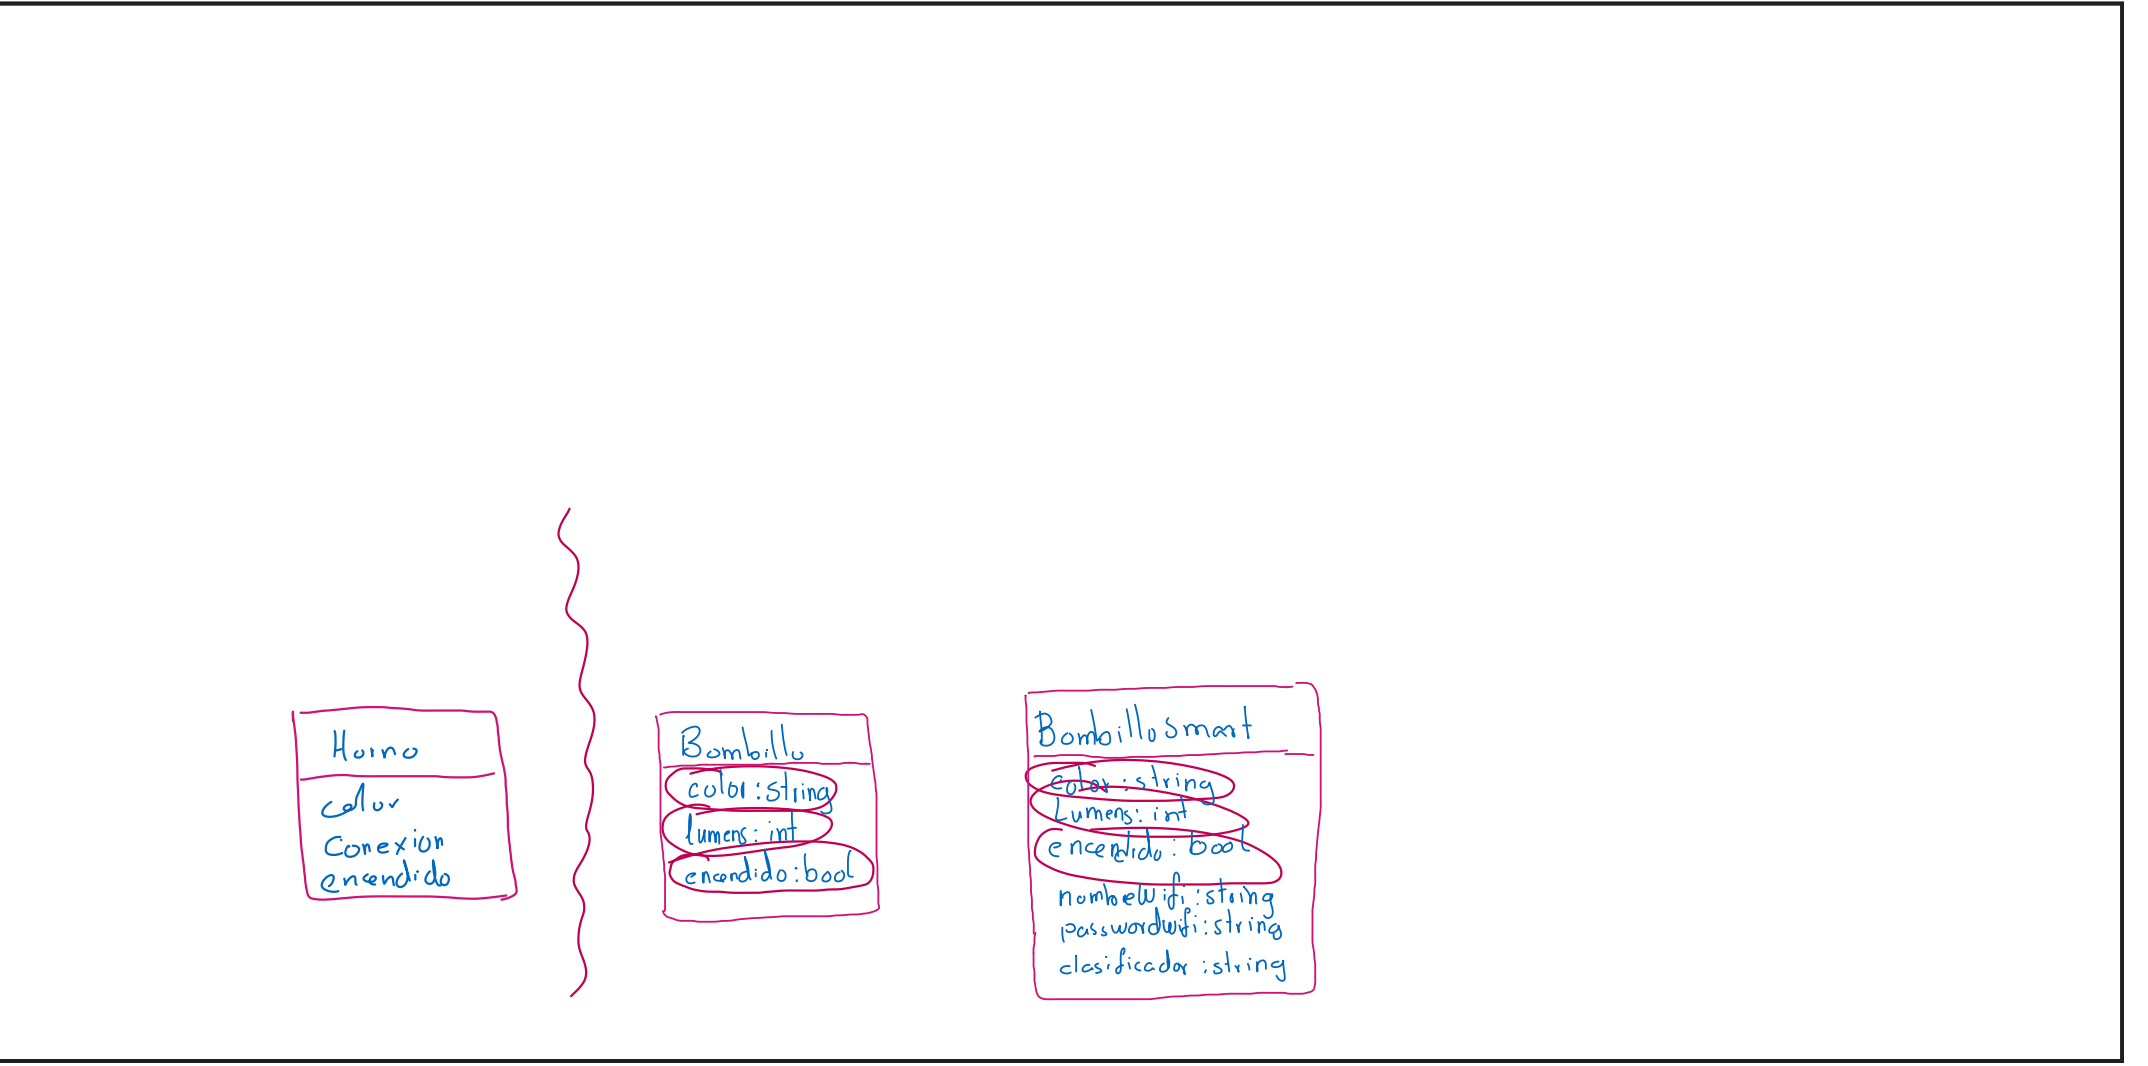 Horno
color
Conexion
encendido
Bombillo
color:string
lumens: int
encendido:bool
Bombillosmart
color:string
Lumens: int
encendido: bool
nombreWifi:string
passwordwifi:string
clasificador:string